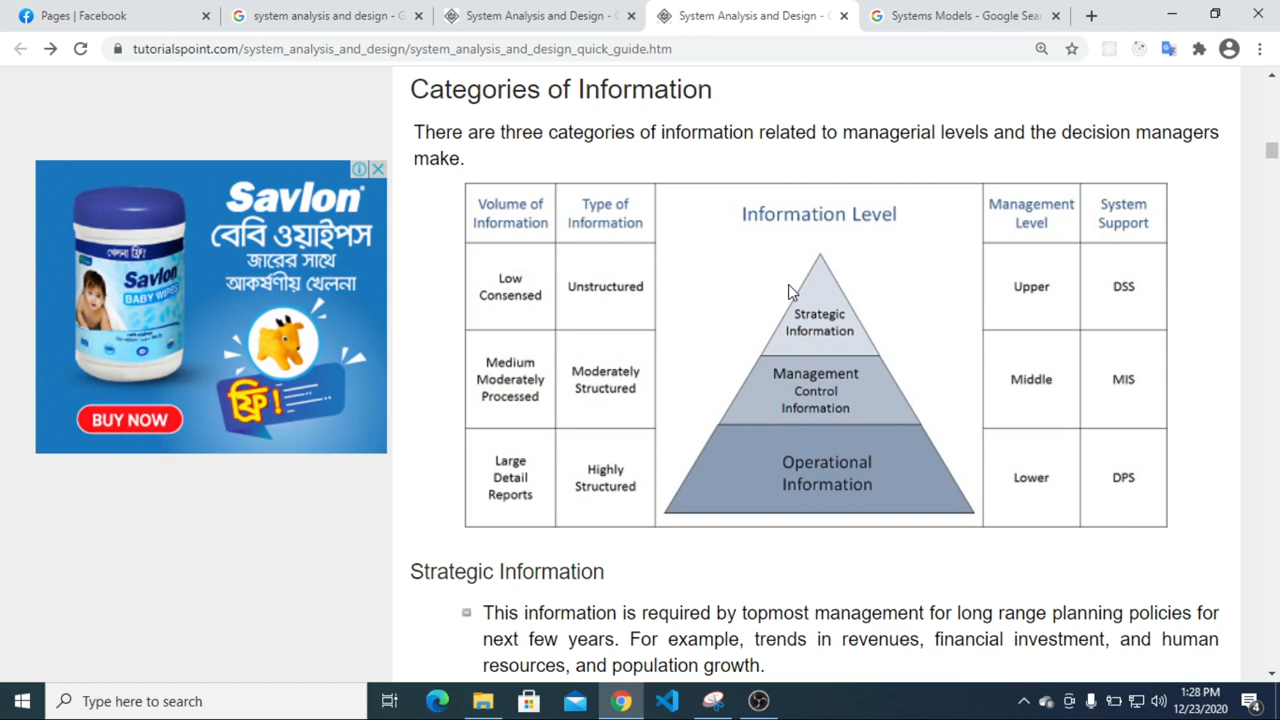 Pages | Facebook
system analysis and design - G
System Analysis and Design - 
System Analysis and Design - 
Systems Models - Google Sear
tutorialspoint.com/system_analysis_and_design/system_analysis_and_design_quick_guide.htm
Categories of Information
There are three categories of information related to managerial levels and the decision managers
make.
Volume of
Information
Type of
Information
Information Level
Management
Level
System
Support
Low
Consensed
Unstructured
Strategic
Information
Upper
DSS
Medium
Moderately
Processed
Moderately
Structured
Management
Control
Information
Middle
MIS
Large
Detail
Reports
Highly
Structured
Operational
Information
Lower
DPS
Savlon
বেবি ওয়াইপস
জারের সাথে
আকর্ষণীয় খেলনা
খেলনা ফ্রি!
Savlon
BABY WIPES
ফ্রি!
BUY NOW
Strategic Information
This information is required by topmost management for long range planning policies for
next few years. For example, trends in revenues, financial investment, and human
resources, and population growth.
Type here to search
1:28 PM
12/23/2020
4